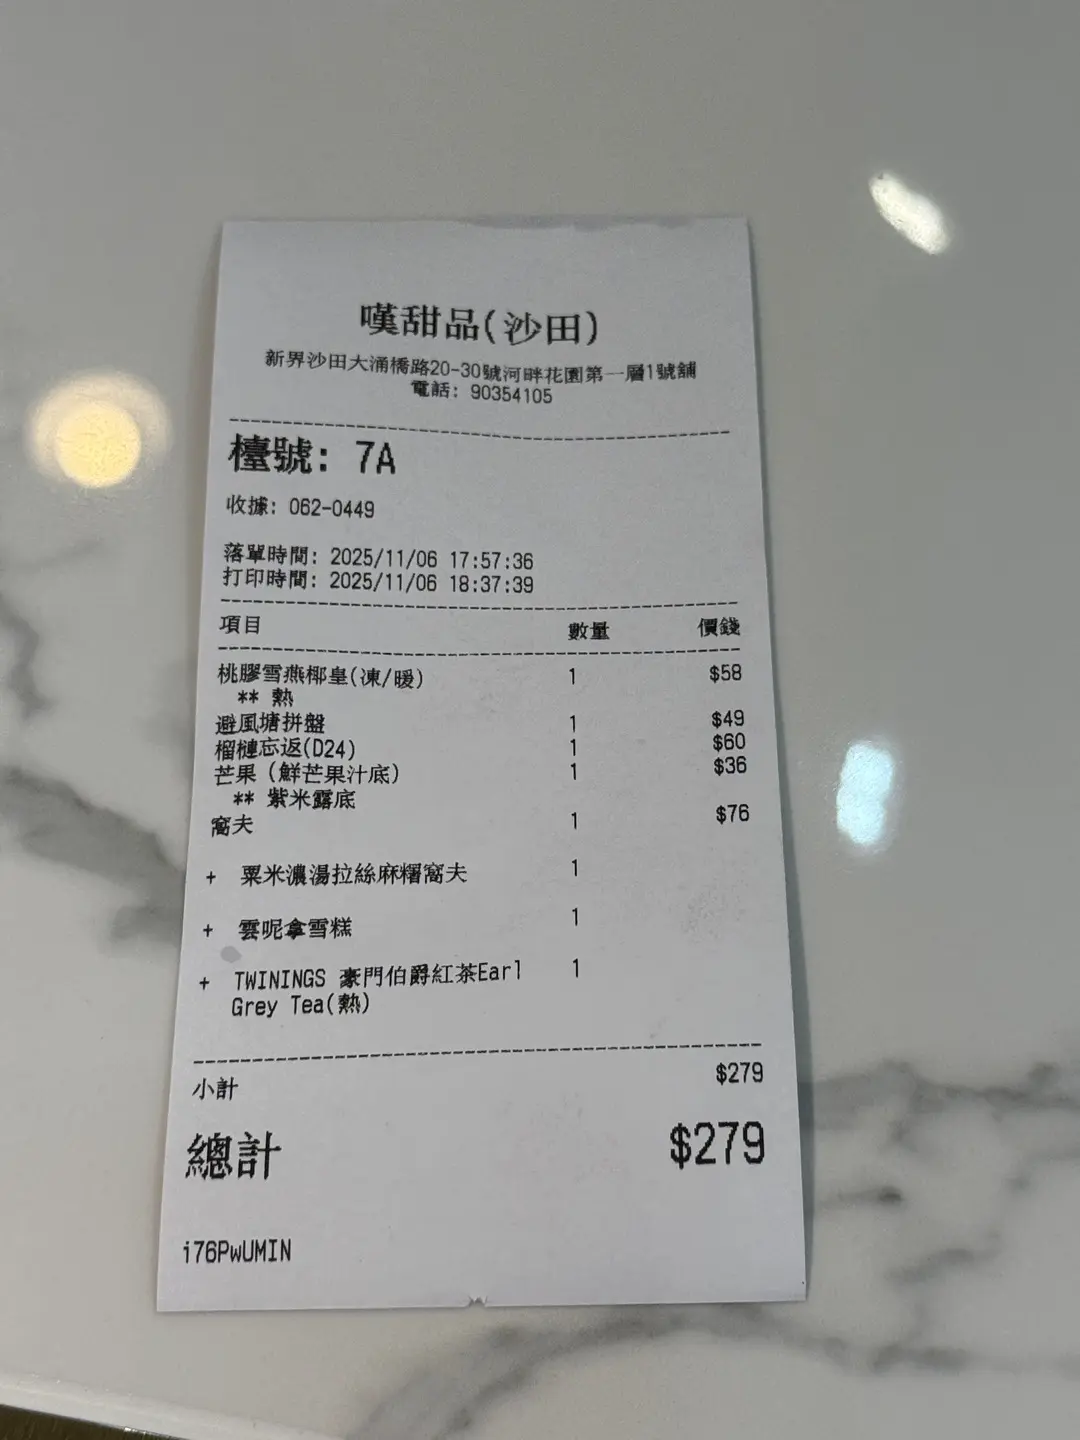 嘆甜品(沙田)
新界沙田大涌橋路20-30號河畔花園第一層1號舖
電話: 90354105
檯號: 7A
收據: 062-0449
落單時間: 2025/11/06 17:57:36
打印時間: 2025/11/06 18:37:39
項目 數量 價錢
桃膠雪燕椰皇(凍/暖) 1 $58
** 熱
避風塘拼盤 1 $49
榴槤忘返(D24) 1 $60
芒果 (鮮芒果汁底) 1 $36
** 紫米露底
窩夫 1 $76
+ 粟米濃湯拉絲麻糬窩夫 1
+ 雲呢拿雪糕 1
+ TWININGS 豪門伯爵紅茶Earl 1
Grey Tea(熱)
小計 $279
總計 $279
i76PwUMIN